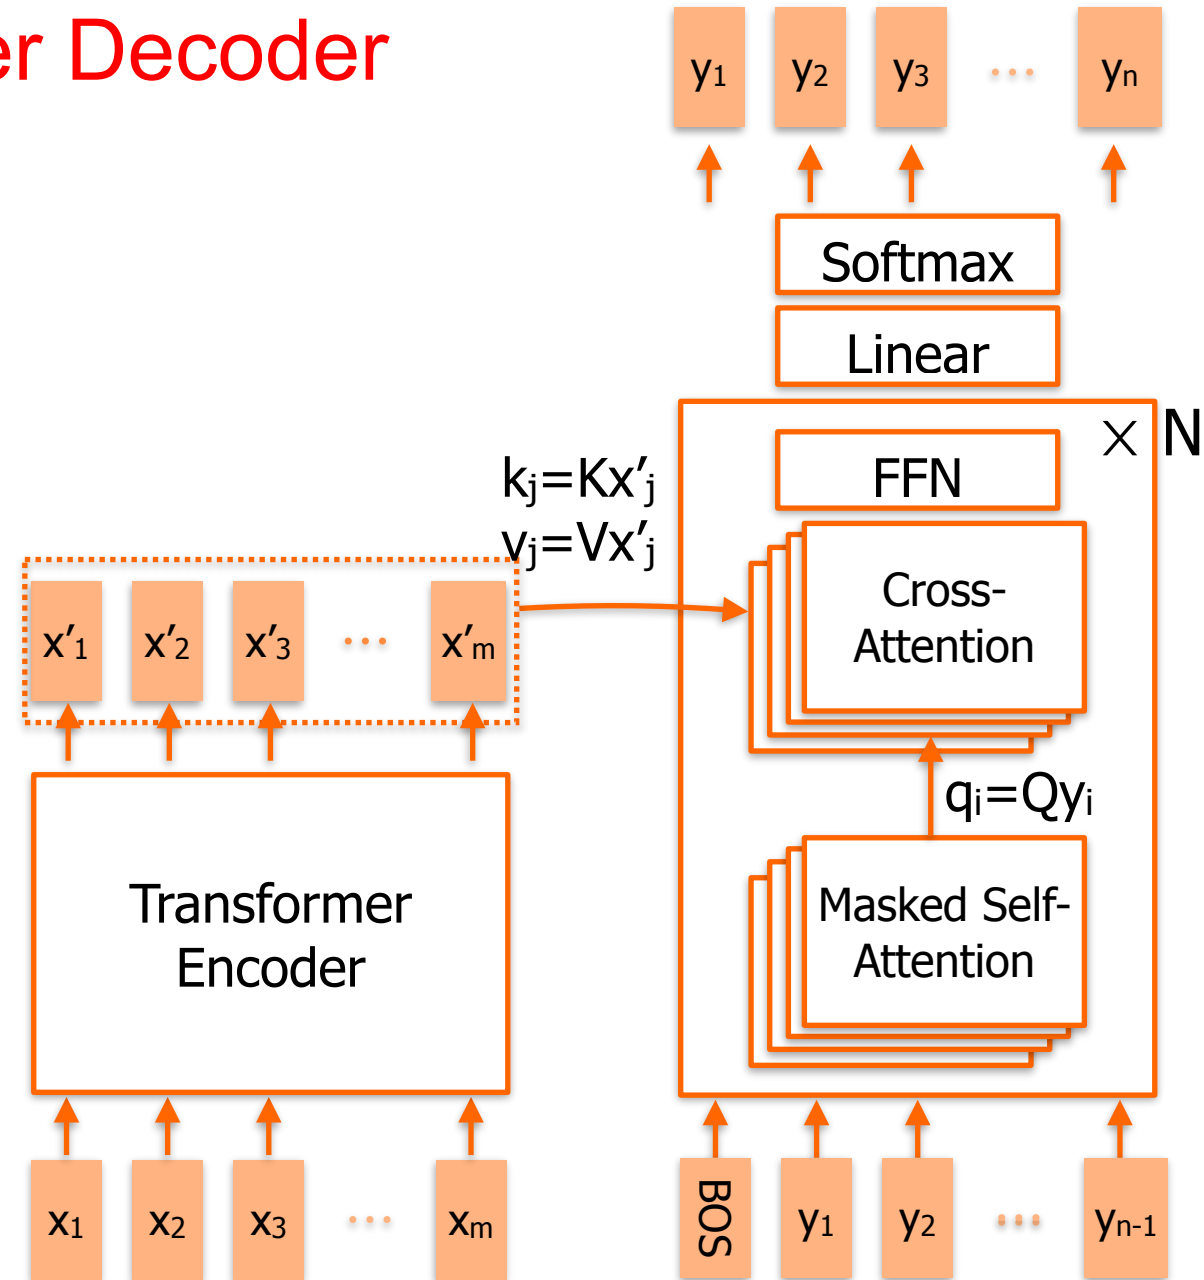 er Decoder
y₁ y₂ y₃ ··· yₙ
Softmax
Linear
× N
FFN
kⱼ=Kx′ⱼ
vⱼ=Vx′ⱼ
Cross-
Attention
x′₁ x′₂ x′₃ ··· x′ₘ
qᵢ=Qyᵢ
Transformer
Encoder
Masked Self-
Attention
x₁ x₂ x₃ ··· xₘ
BOS y₁ y₂ ··· yₙ₋₁